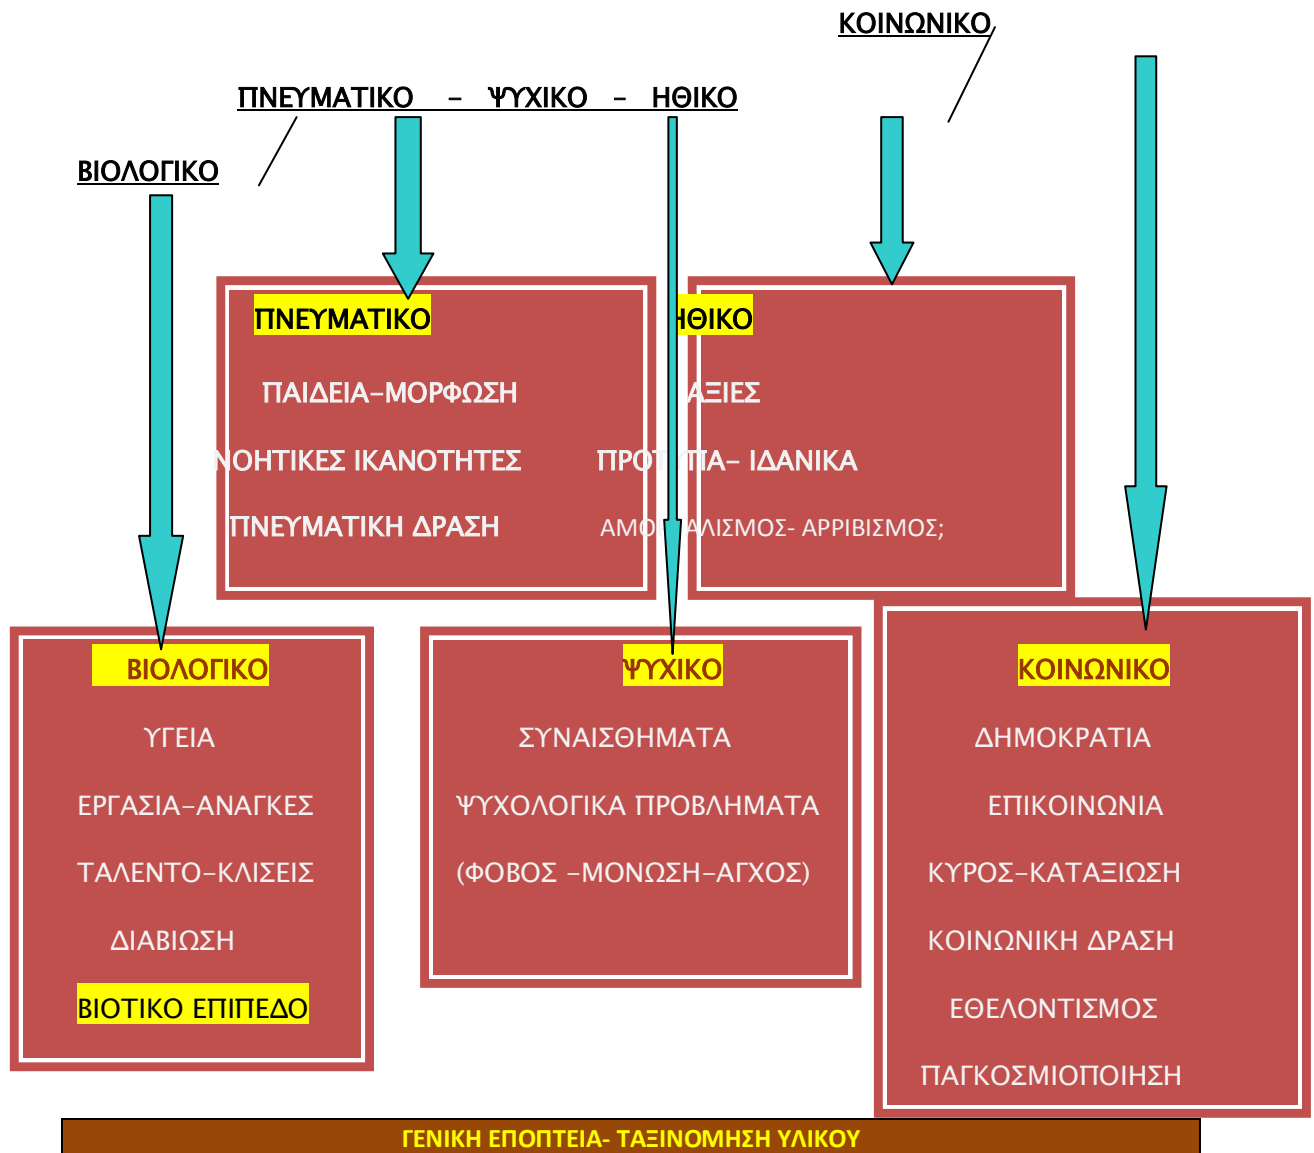 ΚΟΙΝΩΝΙΚΟ
ΠΝΕΥΜΑΤΙΚΟ - ΨΥΧΙΚΟ - ΗΘΙΚΟ
ΒΙΟΛΟΓΙΚΟ
ΠΝΕΥΜΑΤΙΚΟ ΗΘΙΚΟ
ΠΑΙΔΕΙΑ-ΜΟΡΦΩΣΗ ΑΞΙΕΣ
ΝΟΗΤΙΚΕΣ ΙΚΑΝΟΤΗΤΕΣ ΠΡΟΤΥΠΑ- ΙΔΑΝΙΚΑ
ΠΝΕΥΜΑΤΙΚΗ ΔΡΑΣΗ ΑΜΟΡΑΛΙΣΜΟΣ- ΑΡΡΙΒΙΣΜΟΣ;
ΒΙΟΛΟΓΙΚΟ
ΥΓΕΙΑ
ΕΡΓΑΣΙΑ-ΑΝΑΓΚΕΣ
ΤΑΛΕΝΤΟ-ΚΛΙΣΕΙΣ
ΔΙΑΒΙΩΣΗ
ΒΙΟΤΙΚΟ ΕΠΙΠΕΔΟ
ΨΥΧΙΚΟ
ΣΥΝΑΙΣΘΗΜΑΤΑ
ΨΥΧΟΛΟΓΙΚΑ ΠΡΟΒΛΗΜΑΤΑ
(ΦΟΒΟΣ -ΜΟΝΩΣΗ-ΑΓΧΟΣ)
ΚΟΙΝΩΝΙΚΟ
ΔΗΜΟΚΡΑΤΙΑ
ΕΠΙΚΟΙΝΩΝΙΑ
ΚΥΡΟΣ-ΚΑΤΑΞΙΩΣΗ
ΚΟΙΝΩΝΙΚΗ ΔΡΑΣΗ
ΕΘΕΛΟΝΤΙΣΜΟΣ
ΠΑΓΚΟΣΜΙΟΠΟΙΗΣΗ
ΓΕΝΙΚΗ ΕΠΟΠΤΕΙΑ- ΤΑΞΙΝΟΜΗΣΗ ΥΛΙΚΟΥ